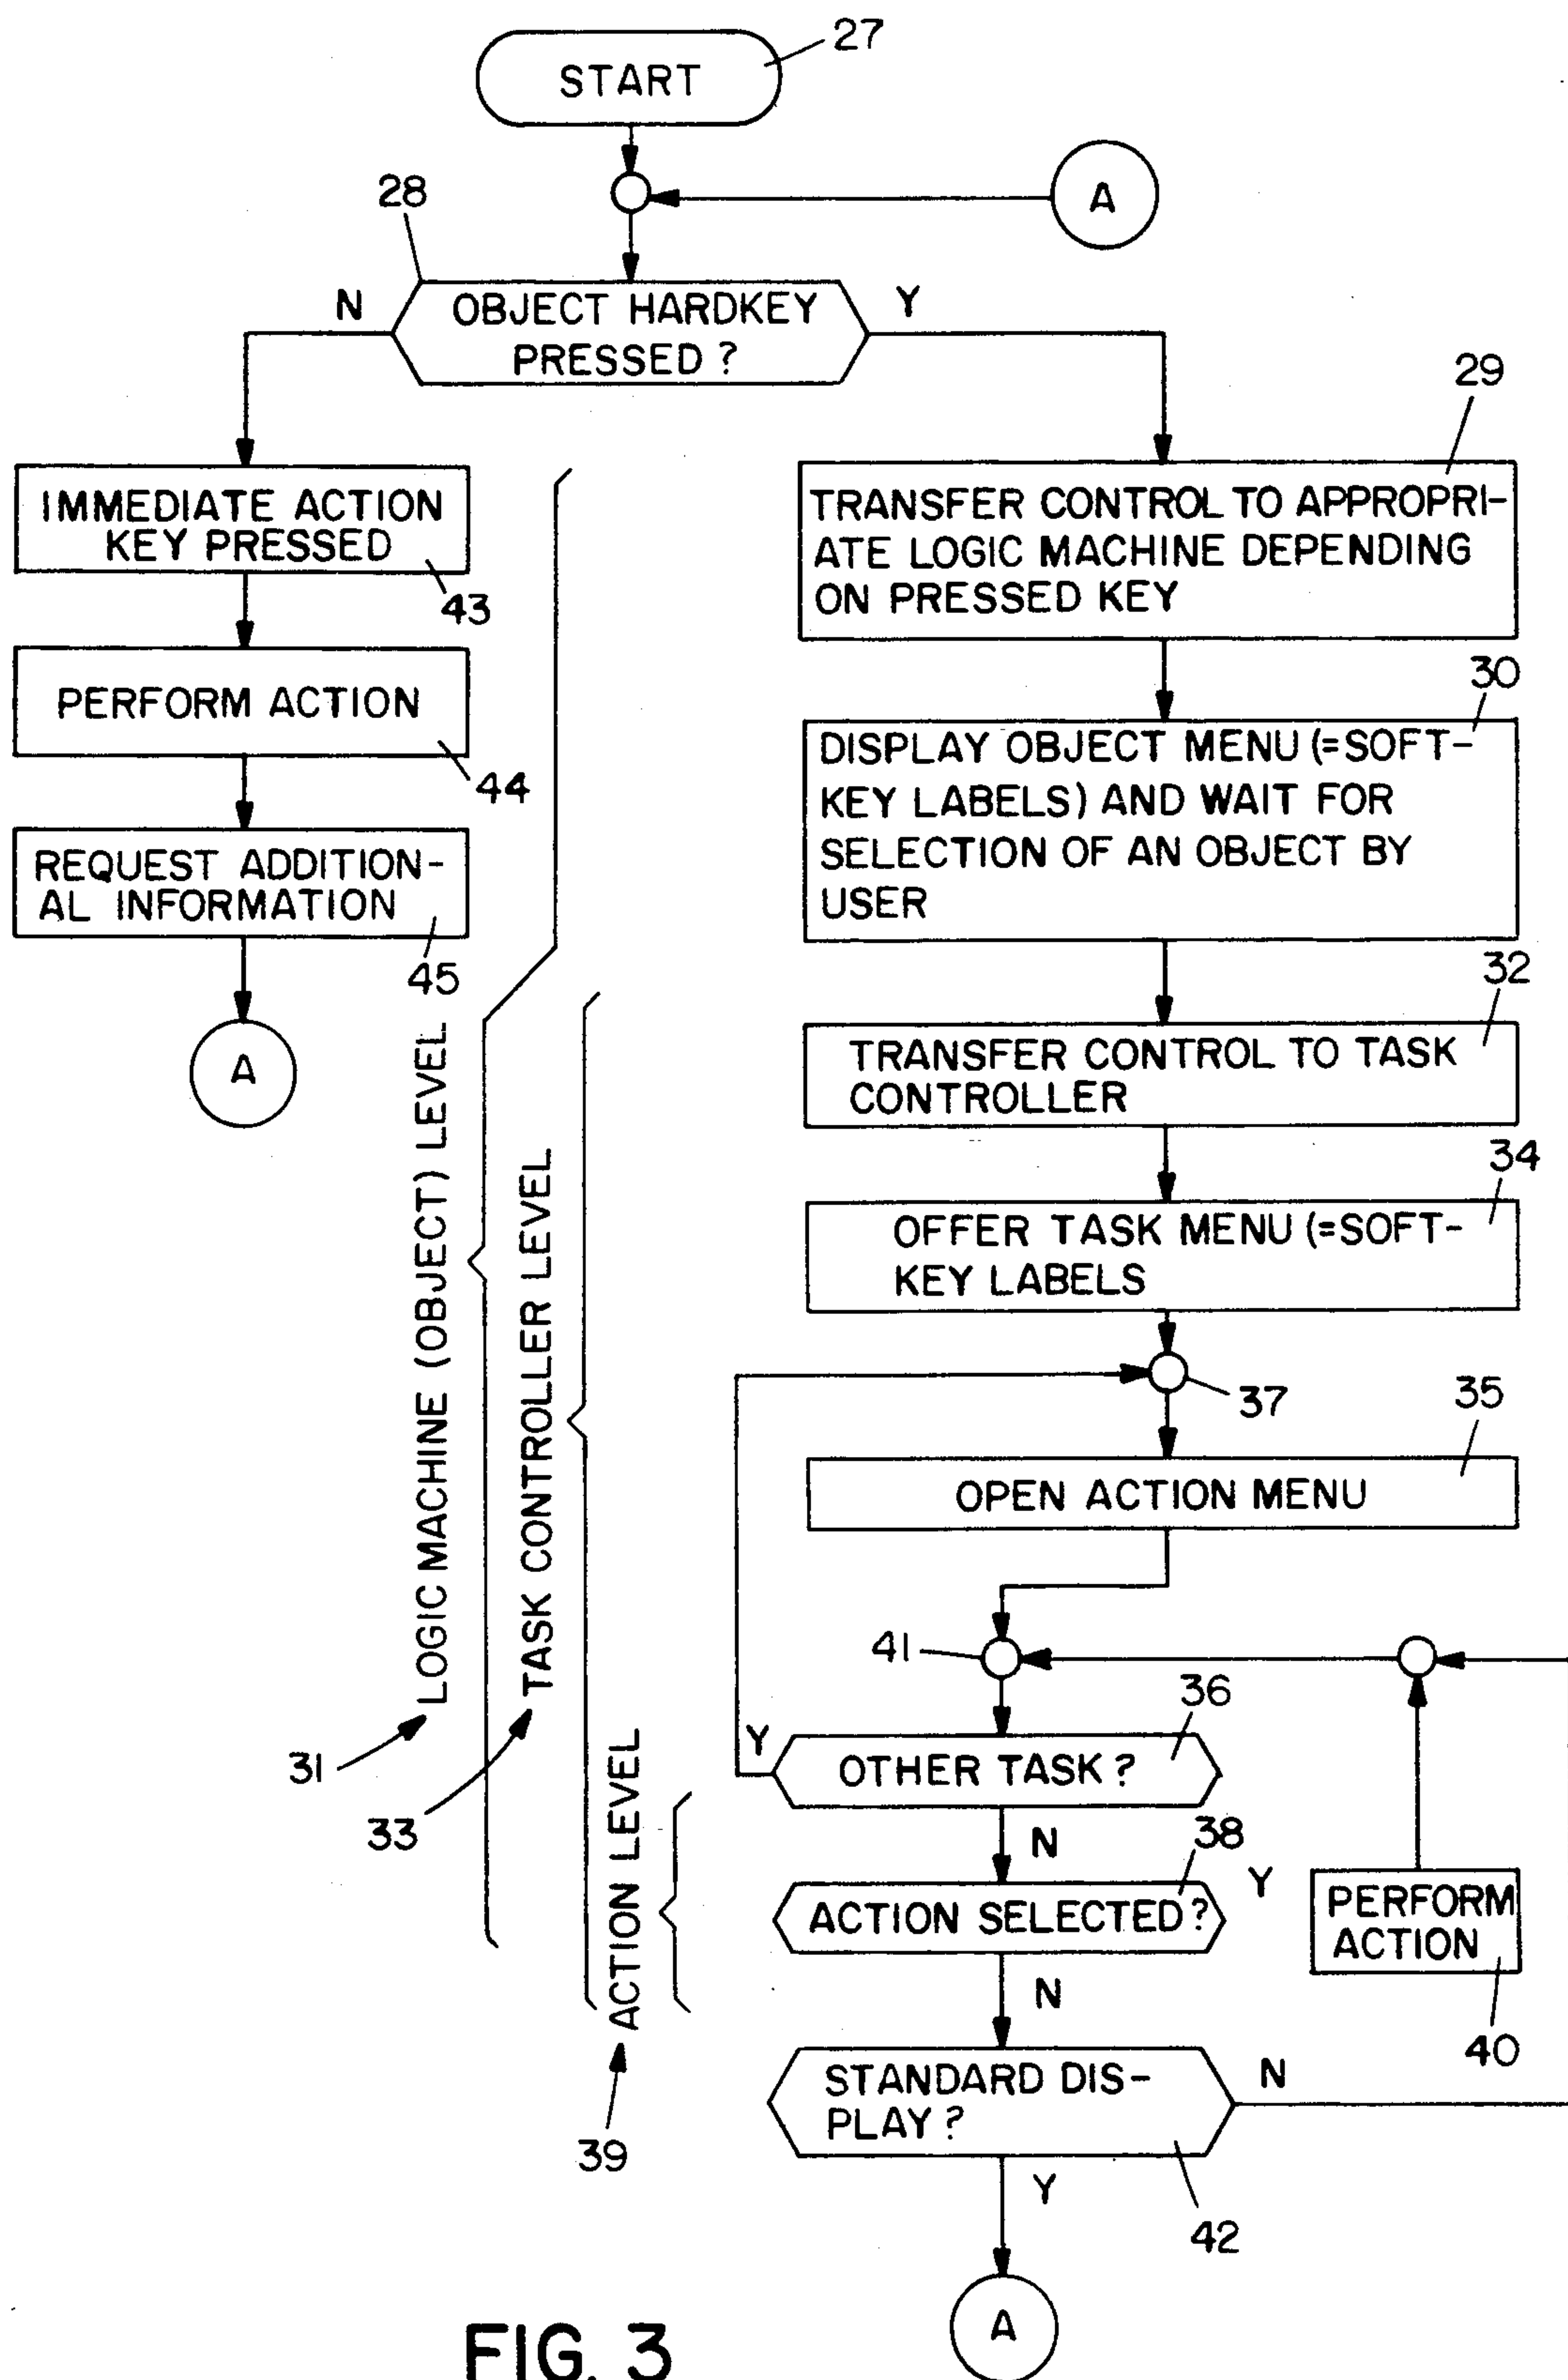 27
START
A
28
N
OBJECT HARDKEY
PRESSED ?
Y
29
IMMEDIATE ACTION
KEY PRESSED
43
TRANSFER CONTROL TO APPROPRI-
ATE LOGIC MACHINE DEPENDING
ON PRESSED KEY
PERFORM ACTION
44
30
DISPLAY OBJECT MENU (=SOFT-
KEY LABELS) AND WAIT FOR
SELECTION OF AN OBJECT BY
USER
REQUEST ADDITION-
AL INFORMATION
45
A
32
TRANSFER CONTROL TO TASK
CONTROLLER
34
OFFER TASK MENU (=SOFT-
KEY LABELS
37
35
OPEN ACTION MENU
LOGIC MACHINE (OBJECT) LEVEL
31
TASK CONTROLLER LEVEL
33
ACTION LEVEL
39
41
36
Y
OTHER TASK ?
N
38
Y
ACTION SELECTED ?
PERFORM
ACTION
40
N
STANDARD DIS-
PLAY ?
N
42
Y
A
FIG. 3